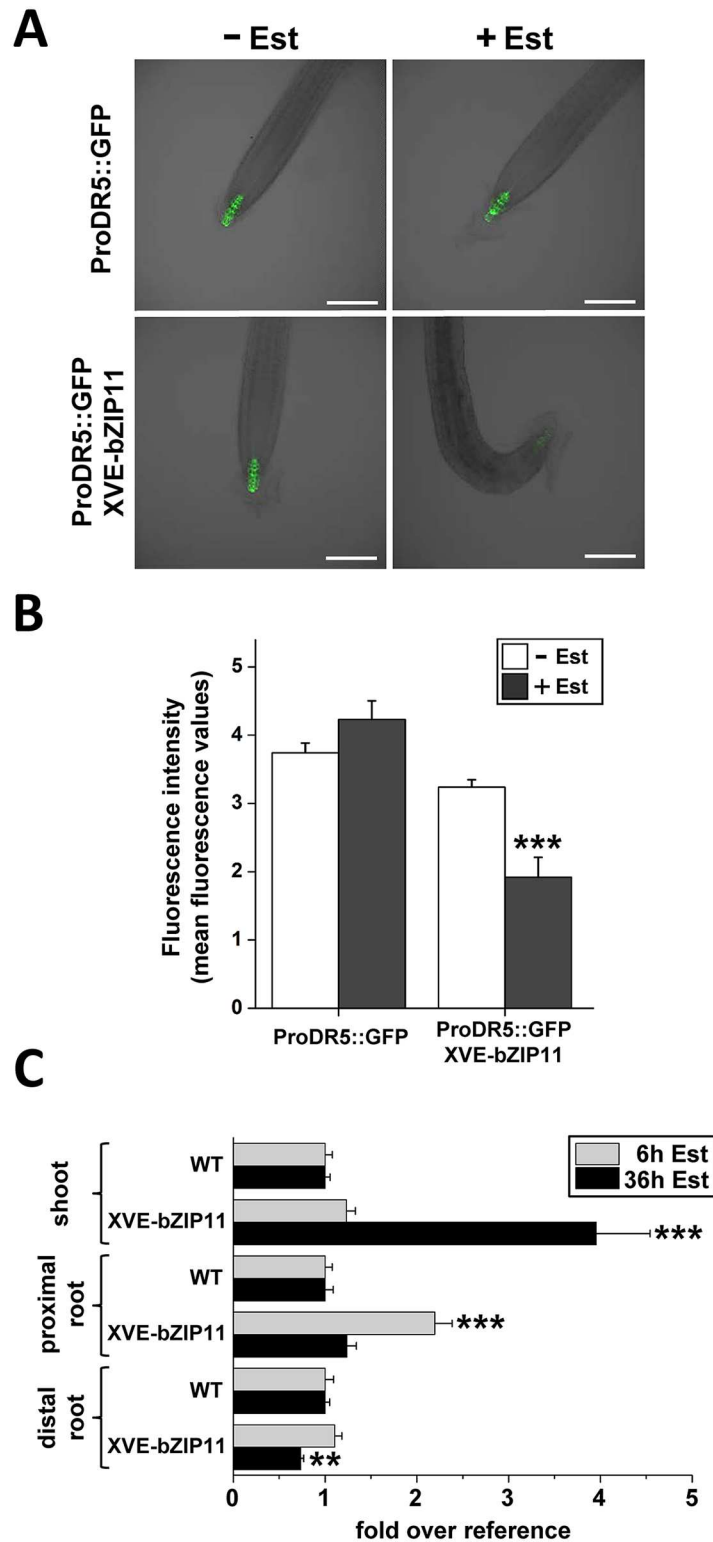 A
– Est
+ Est
ProDR5::GFP
ProDR5::GFP
XVE-bZIP11
B
Fluorescence intensity
(mean fluorescence values)
5
4
3
2
1
0
– Est
+ Est
***
ProDR5::GFP
ProDR5::GFP
XVE-bZIP11
C
6h Est
36h Est
shoot
WT
XVE-bZIP11
***
proximal
root
WT
XVE-bZIP11
***
distal
root
WT
XVE-bZIP11
**
0 1 2 3 4 5
fold over reference